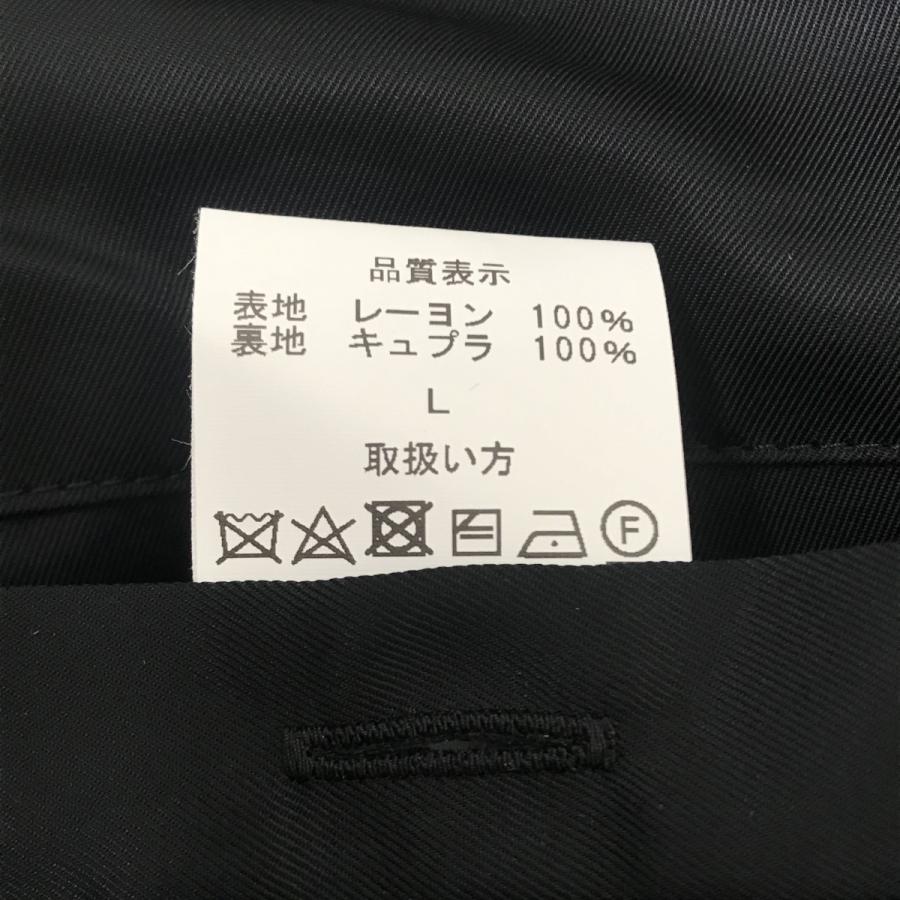 品質表示
表地 レーヨン 100%
裏地 キュプラ 100%
L
取扱い方
F